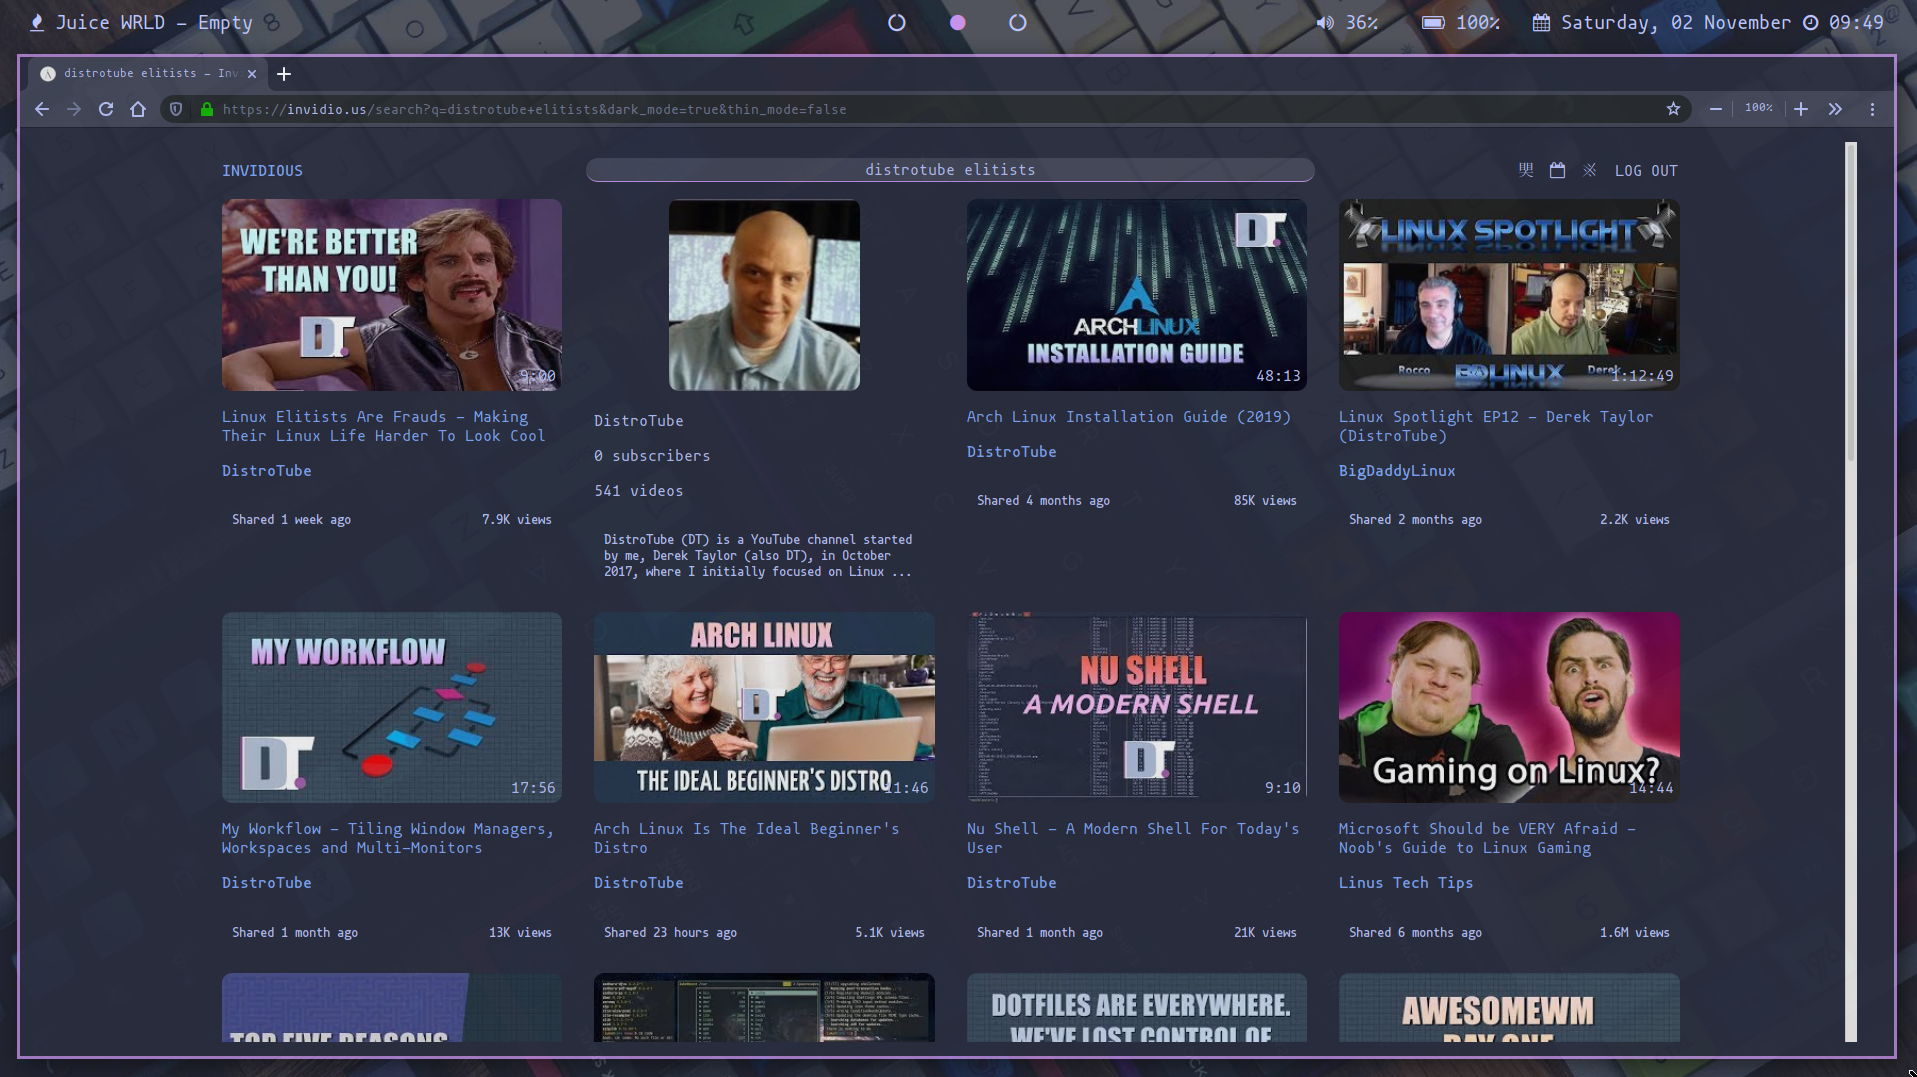 Juice WRLD – Empty
36%
100%
Saturday, 02 November
09:49
distrotube elitists – Inv
https://invidio.us/search?q=distrotube+elitists&dark_mode=true&thin_mode=false
100%
INVIDIOUS
distrotube elitists
LOG OUT
WE'RE BETTER
THAN YOU!
DT.
9:00
DT.
ARCHLINUX
INSTALLATION GUIDE
48:13
LINUX SPOTLIGHT
Rocco
BDLINUX
Derek
1:12:49
Linux Elitists Are Frauds – Making
Their Linux Life Harder To Look Cool
DistroTube
Shared 1 week ago
7.9K views
DistroTube
0 subscribers
541 videos
DistroTube (DT) is a YouTube channel started
by me, Derek Taylor (also DT), in October
2017, where I initially focused on Linux ...
Arch Linux Installation Guide (2019)
DistroTube
Shared 4 months ago
85K views
Linux Spotlight EP12 – Derek Taylor
(DistroTube)
BigDaddyLinux
Shared 2 months ago
2.2K views
MY WORKFLOW
DT.
17:56
ARCH LINUX
DT.
THE IDEAL BEGINNER'S DISTRO
11:46
NU SHELL
A MODERN SHELL
DT.
9:10
Gaming on Linux?
14:44
My Workflow – Tiling Window Managers,
Workspaces and Multi–Monitors
DistroTube
Shared 1 month ago
13K views
Arch Linux Is The Ideal Beginner's
Distro
DistroTube
Shared 23 hours ago
5.1K views
Nu Shell – A Modern Shell For Today's
User
DistroTube
Shared 1 month ago
21K views
Microsoft Should be VERY Afraid –
Noob's Guide to Linux Gaming
Linus Tech Tips
Shared 6 months ago
1.6M views
TOP FIVE REASONS
DOTFILES ARE EVERYWHERE.
WE'VE LOST CONTROL OF
AWESOMEWM
DAY ONE